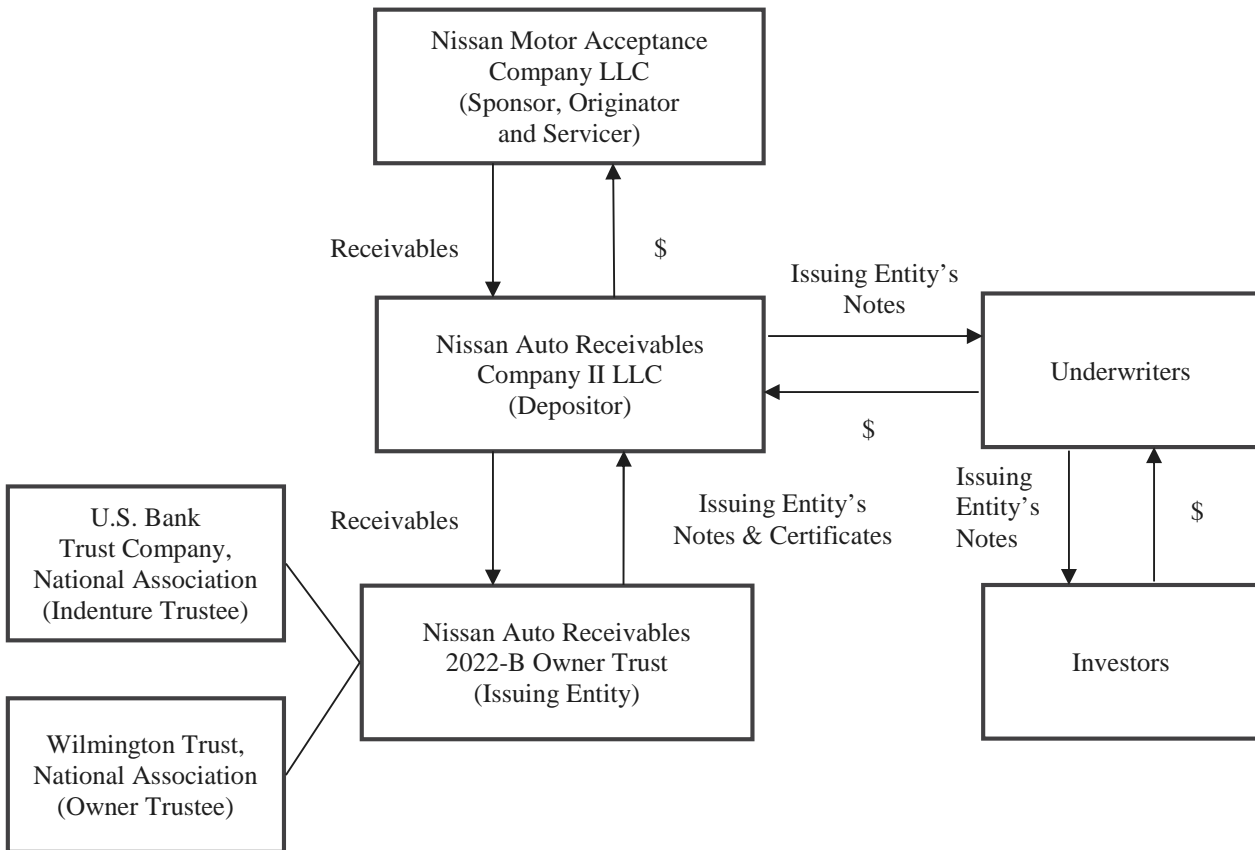 Nissan Motor Acceptance
Company LLC
(Sponsor, Originator
and Servicer)
Receivables
$
Issuing Entity’s
Notes
Nissan Auto Receivables
Company II LLC
(Depositor)
Underwriters
$
Receivables
Issuing Entity’s
Notes & Certificates
Issuing
Entity’s
Notes
$
U.S. Bank
Trust Company,
National Association
(Indenture Trustee)
Nissan Auto Receivables
2022-B Owner Trust
(Issuing Entity)
Investors
Wilmington Trust,
National Association
(Owner Trustee)